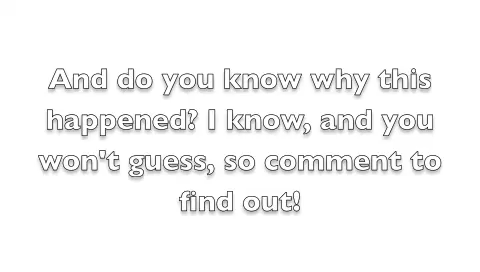 And do you know why this
happened? I know, and you
won't guess, so comment to
find out!